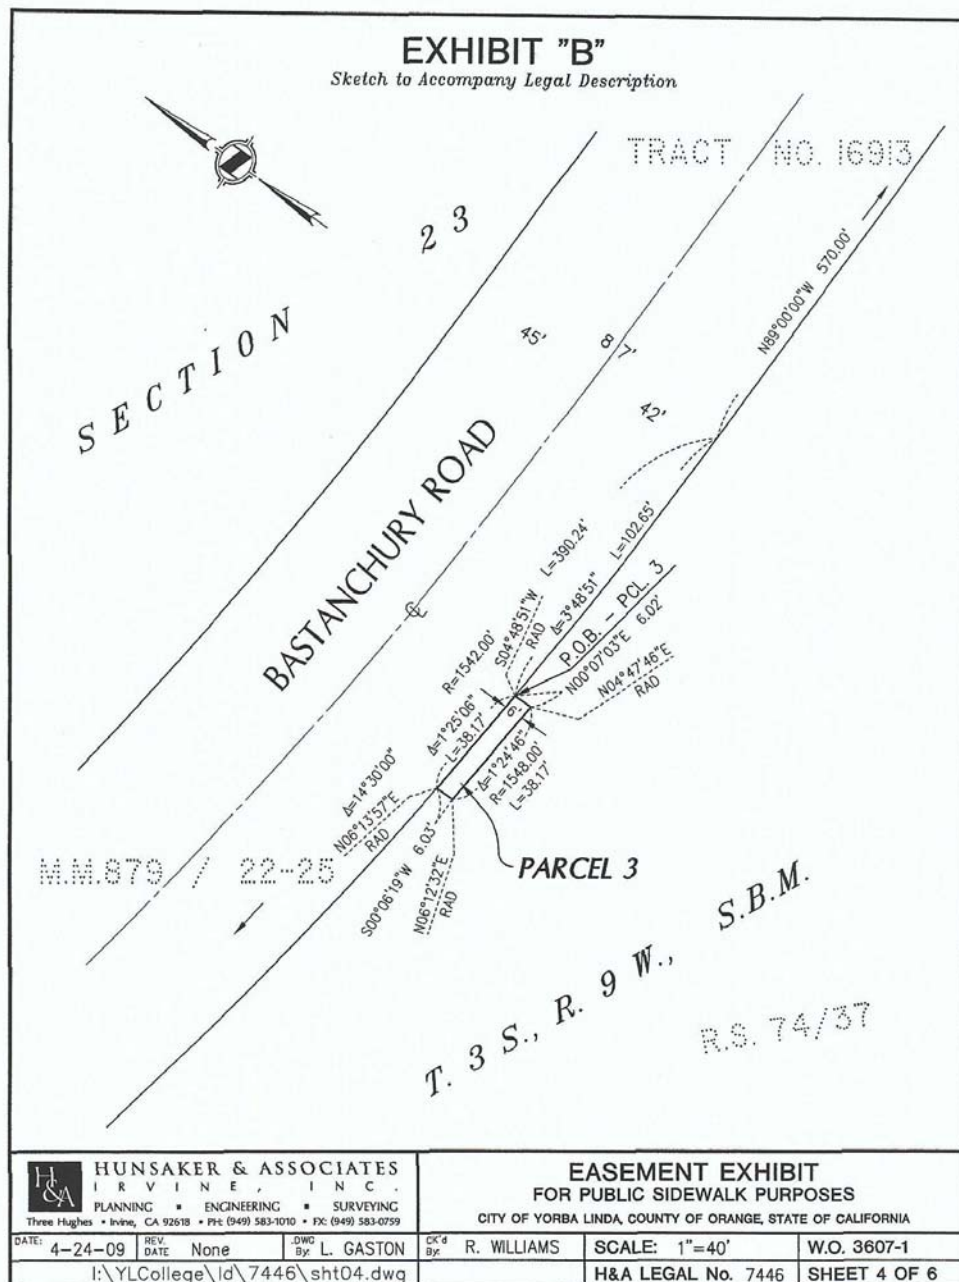 EXHIBIT "B"
Sketch to Accompany Legal Description
TRACT NO. 16913
SECTION 23
N89°00'00"W 570.00'
45'
87'
42'
BASTANCHURY ROAD
℄
L=390.24'
L=102.65'
Δ=3°48'51"
S04°48'51"W
RAD
R=1542.00'
P.O.B. - PCL. 3
N00°07'03"E 6.02'
N04°47'46"E
RAD
Δ=1°25'06"
L=38.17'
6'
Δ=1°24'46"
R=1548.00'
L=38.17'
Δ=14°30'00"
N06°13'57"E
RAD
S00°06'19"W 6.03'
N06°12'32"E
RAD
PARCEL 3
M.M.879 / 22-25
T. 3 S., R. 9 W., S.B.M.
R.S. 74/37
H&A
HUNSAKER & ASSOCIATES
IRVINE, INC.
PLANNING ▪ ENGINEERING ▪ SURVEYING
Three Hughes • Irvine, CA 92618 • PH: (949) 583-1010 • FX: (949) 583-0759
EASEMENT EXHIBIT
FOR PUBLIC SIDEWALK PURPOSES
CITY OF YORBA LINDA, COUNTY OF ORANGE, STATE OF CALIFORNIA
DATE: 4-24-09 REV. DATE None DWG By: L. GASTON CK'd By: R. WILLIAMS SCALE: 1"=40' W.O. 3607-1
I:\YLCollege\ld\7446\sht04.dwg H&A LEGAL No. 7446 SHEET 4 OF 6